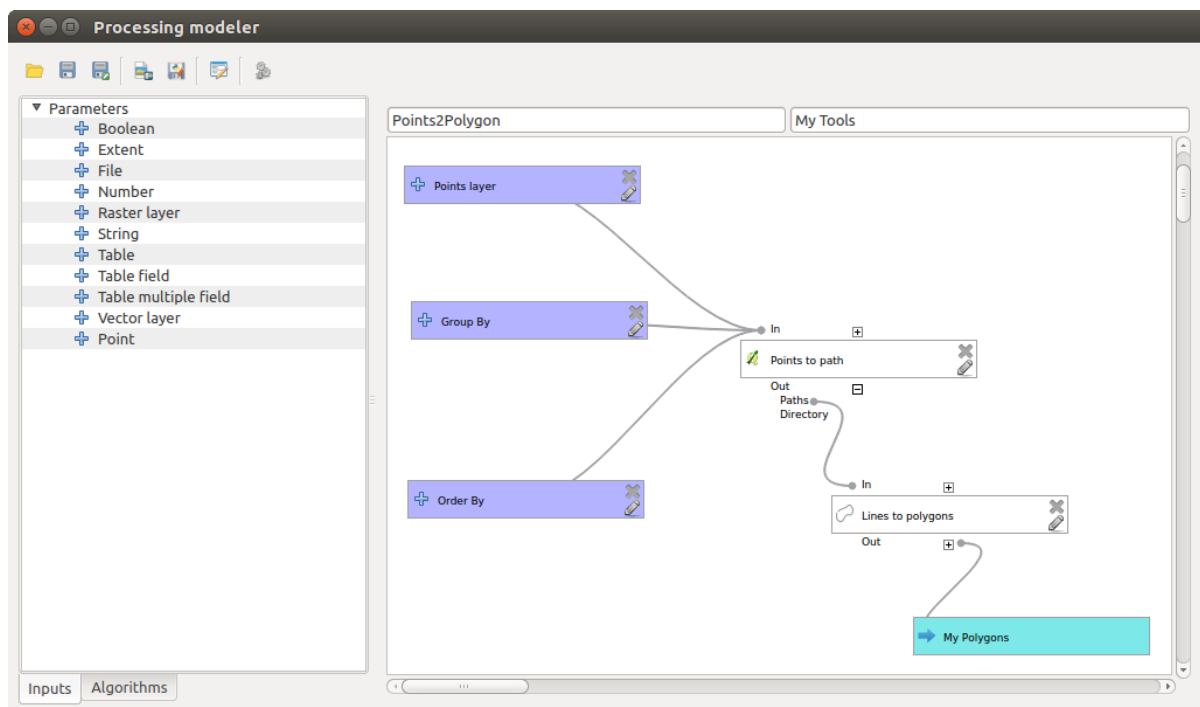 Processing modeler
Parameters
Boolean
Extent
File
Number
Raster layer
String
Table
Table field
Table multiple field
Vector layer
Point
Inputs
Algorithms
Points2Polygon
My Tools
Points layer
Group By
In
Points to path
Out
Paths
Directory
Order By
In
Lines to polygons
Out
My Polygons